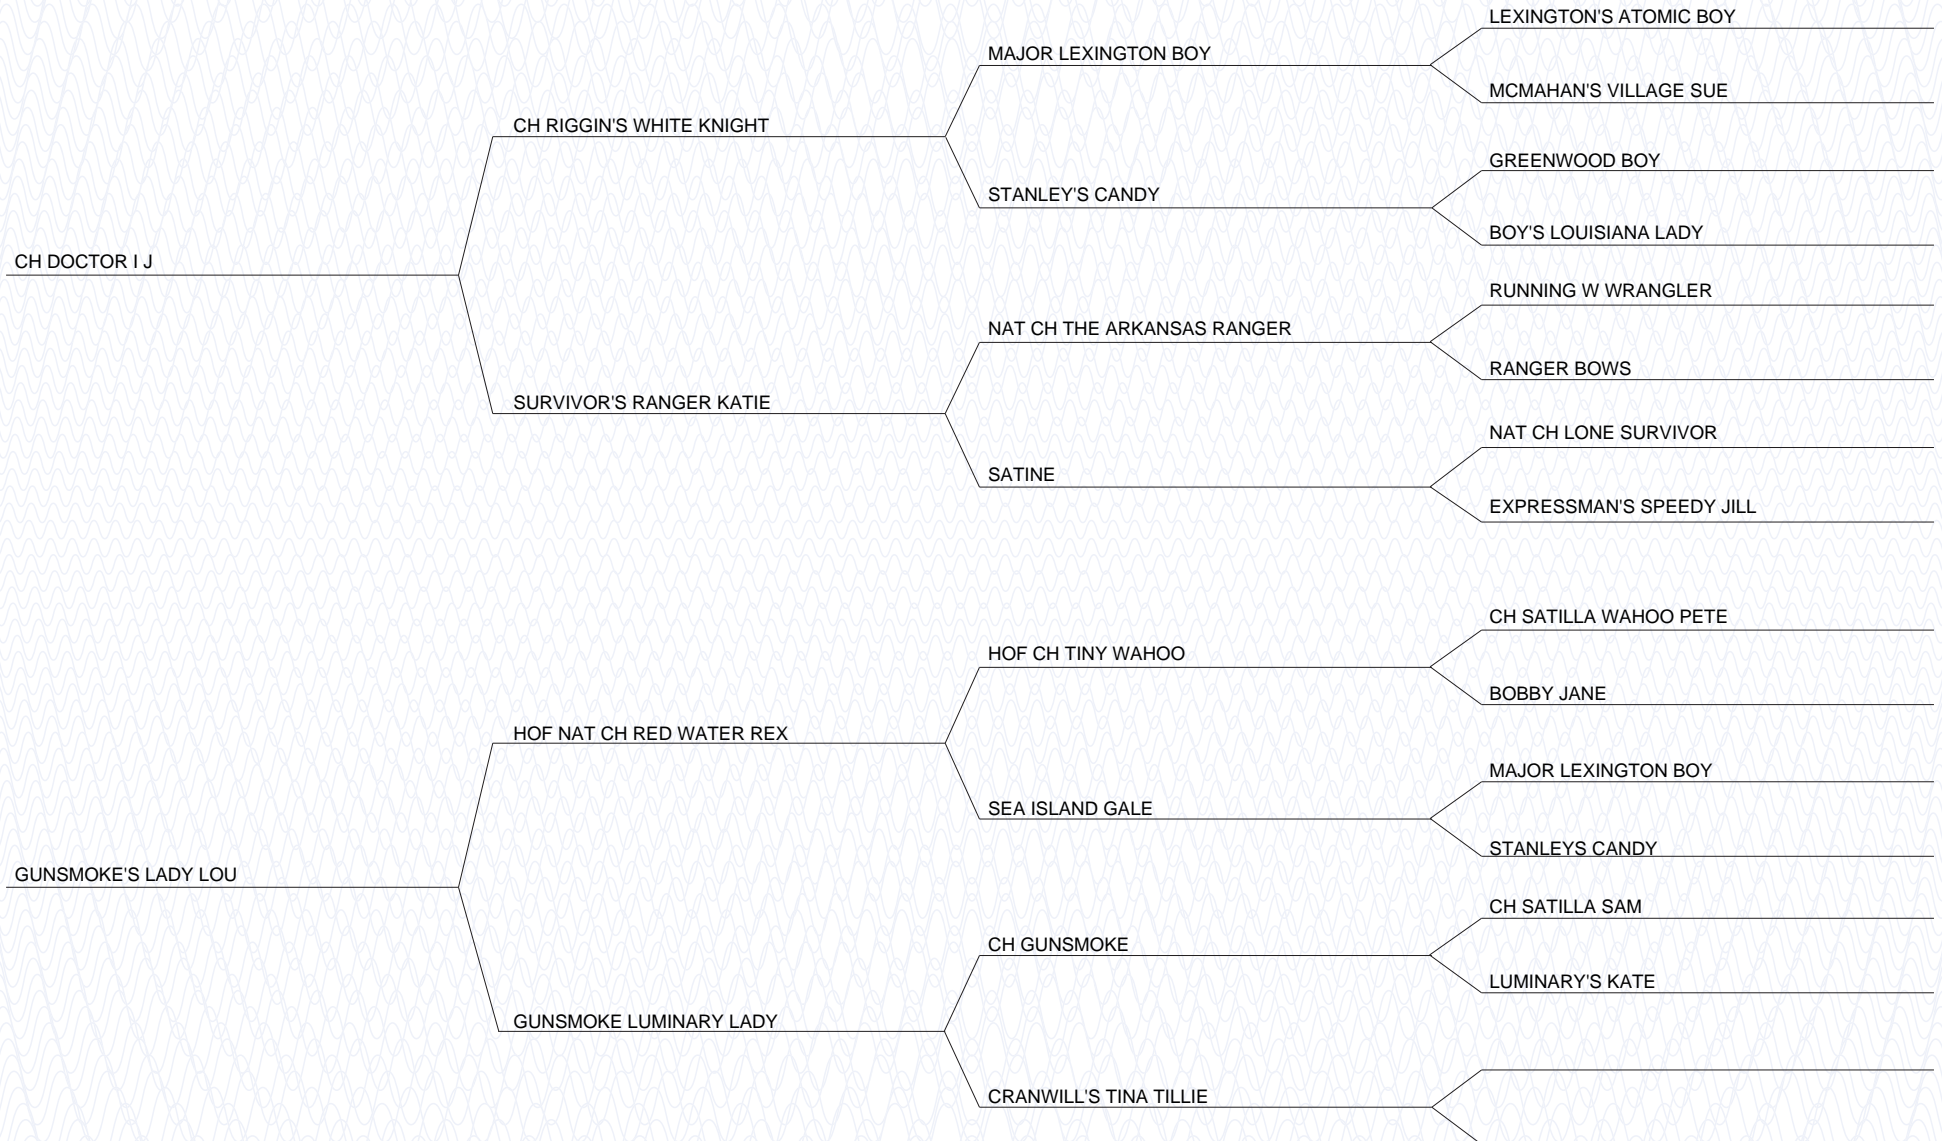 LEXINGTON'S ATOMIC BOY
MAJOR LEXINGTON BOY
MCMAHAN'S VILLAGE SUE
CH RIGGIN'S WHITE KNIGHT
GREENWOOD BOY
STANLEY'S CANDY
BOY'S LOUISIANA LADY
CH DOCTOR I J
RUNNING W WRANGLER
NAT CH THE ARKANSAS RANGER
RANGER BOWS
SURVIVOR'S RANGER KATIE
NAT CH LONE SURVIVOR
SATINE
EXPRESSMAN'S SPEEDY JILL
CH SATILLA WAHOO PETE
HOF CH TINY WAHOO
BOBBY JANE
HOF NAT CH RED WATER REX
MAJOR LEXINGTON BOY
SEA ISLAND GALE
STANLEYS CANDY
GUNSMOKE'S LADY LOU
CH SATILLA SAM
CH GUNSMOKE
LUMINARY'S KATE
GUNSMOKE LUMINARY LADY
CRANWILL'S TINA TILLIE